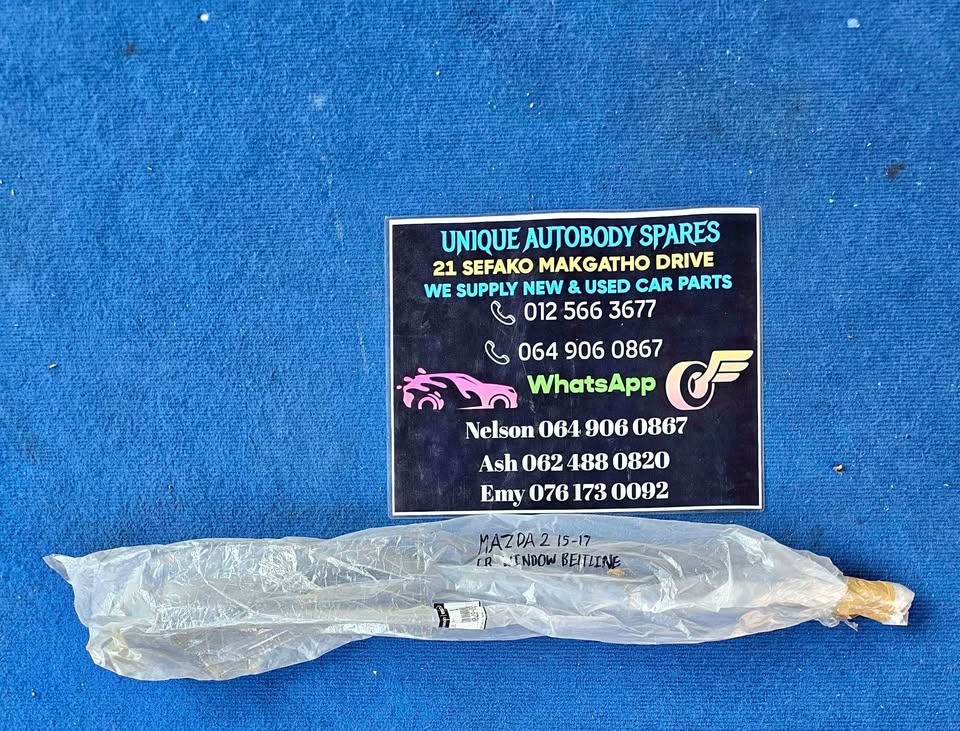 UNIQUE AUTOBODY SPARES
21 SEFAKO MAKGATHO DRIVE
WE SUPPLY NEW & USED CAR PARTS
012 566 3677
064 906 0867
WhatsApp
Nelson 064 906 0867
Ash 062 488 0820
Emy 076 173 0092
MAZDA 2 15-17
WINDOW BELTLINE